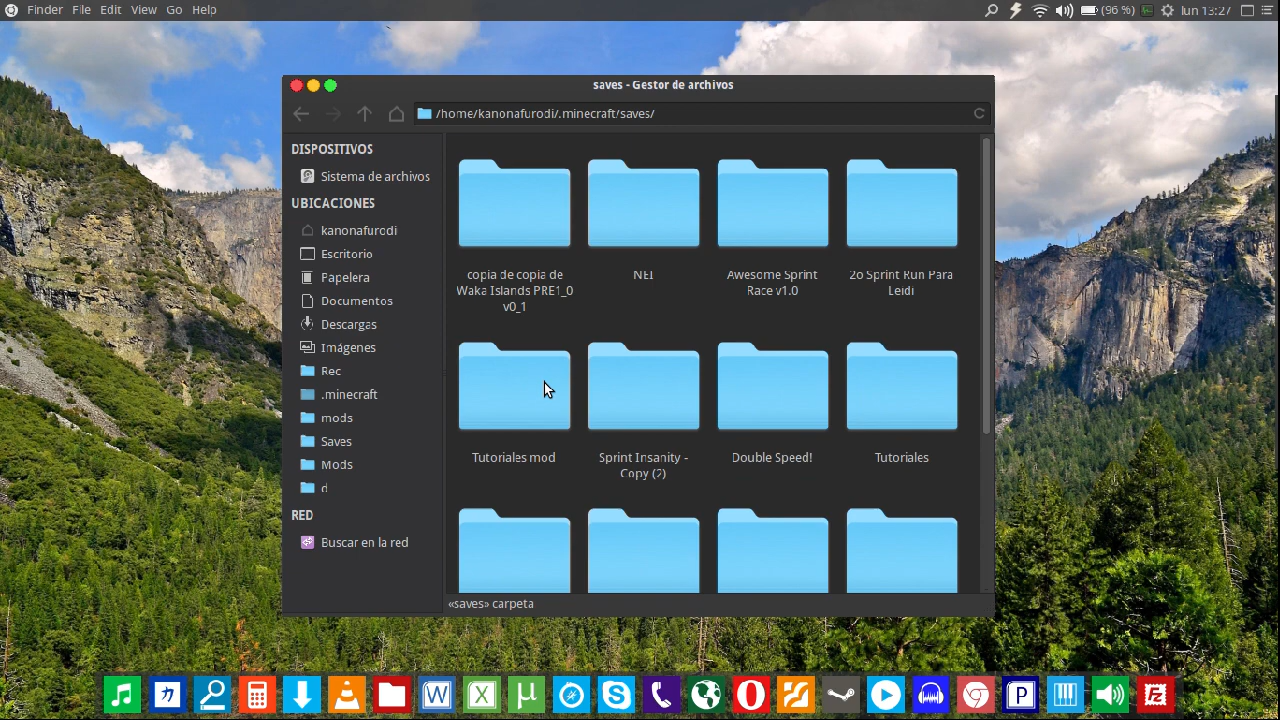 Finder File Edit View Go Help
(96 %) lun 13:27
saves - Gestor de archivos
/home/kanonafurodi/.minecraft/saves/
DISPOSITIVOS
Sistema de archivos
UBICACIONES
kanonafurodi
Escritorio
Papelera
Documentos
Descargas
Imágenes
Rec
.minecraft
mods
Saves
Mods
d
RED
Buscar en la red
copia de copia de
Waka Islands PRE1_0
v0_1
NEI
Awesome Sprint
Race v1.0
2o Sprint Run Para
Leidi
Tutoriales mod
Sprint Insanity -
Copy (2)
Double Speed!
Tutoriales
«saves» carpeta